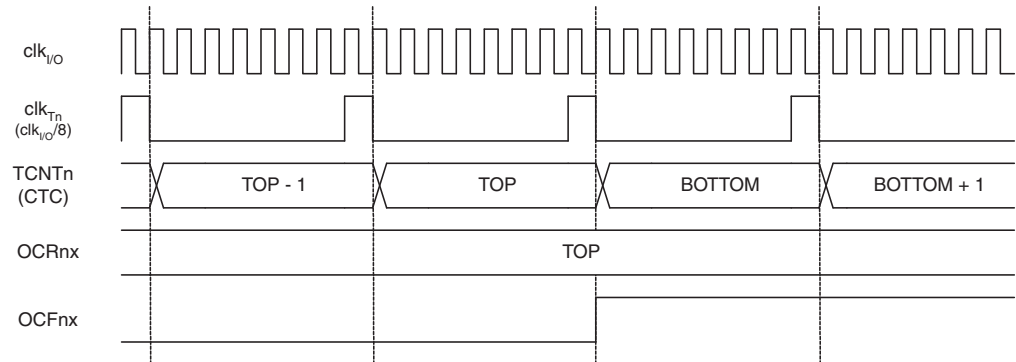 clkI/O
clkTn
(clkI/O/8)
TCNTn
(CTC)
TOP - 1
TOP
BOTTOM
BOTTOM + 1
OCRnx
TOP
OCFnx